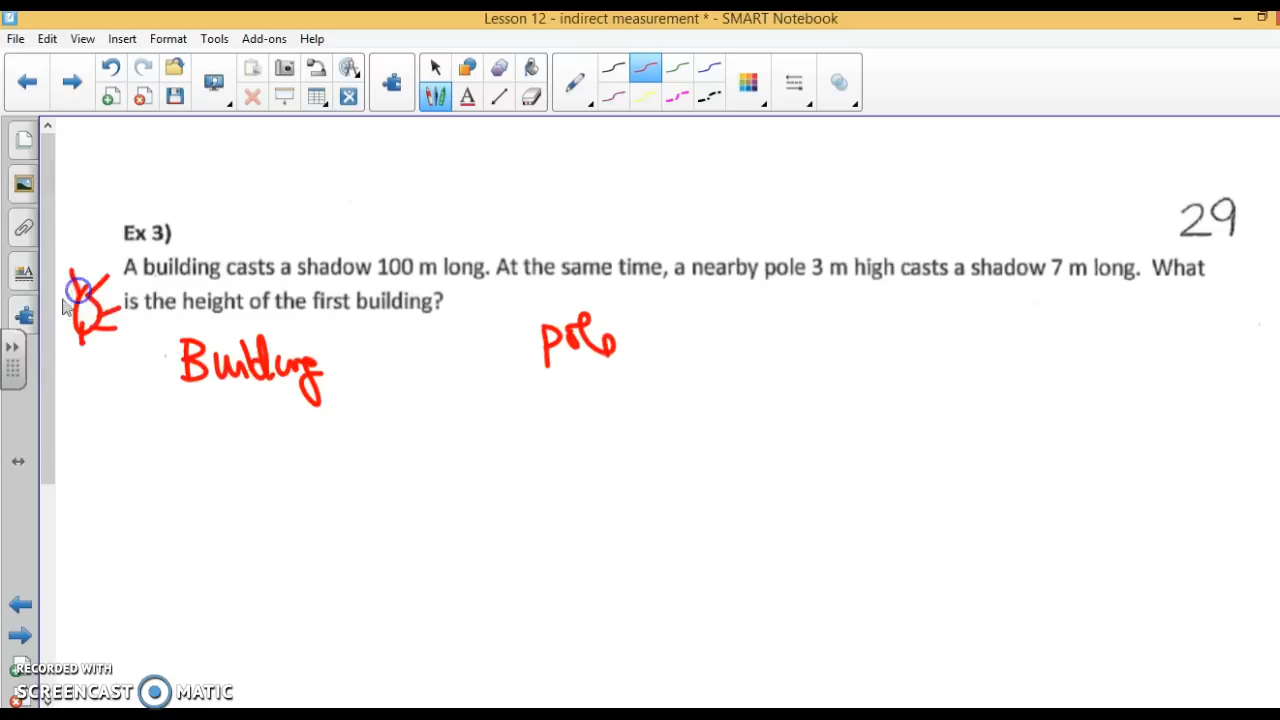 Lesson 12 - indirect measurement * - SMART Notebook
File Edit View Insert Format Tools Add-ons Help
29
Ex 3)
A building casts a shadow 100 m long. At the same time, a nearby pole 3 m high casts a shadow 7 m long. What
is the height of the first building?
Building
pole
RECORDED WITH
SCREENCAST MATIC